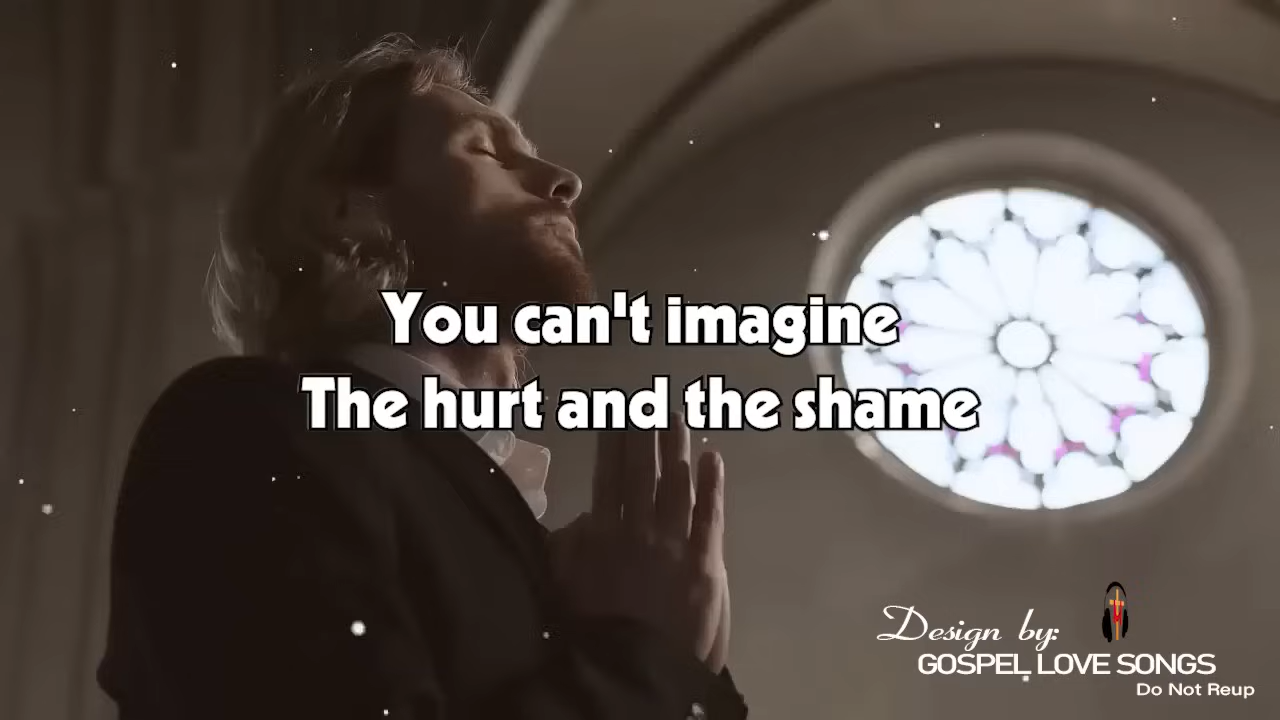 You can't imagine
The hurt and the shame
Design by:
GOSPEL LOVE SONGS
Do Not Reup